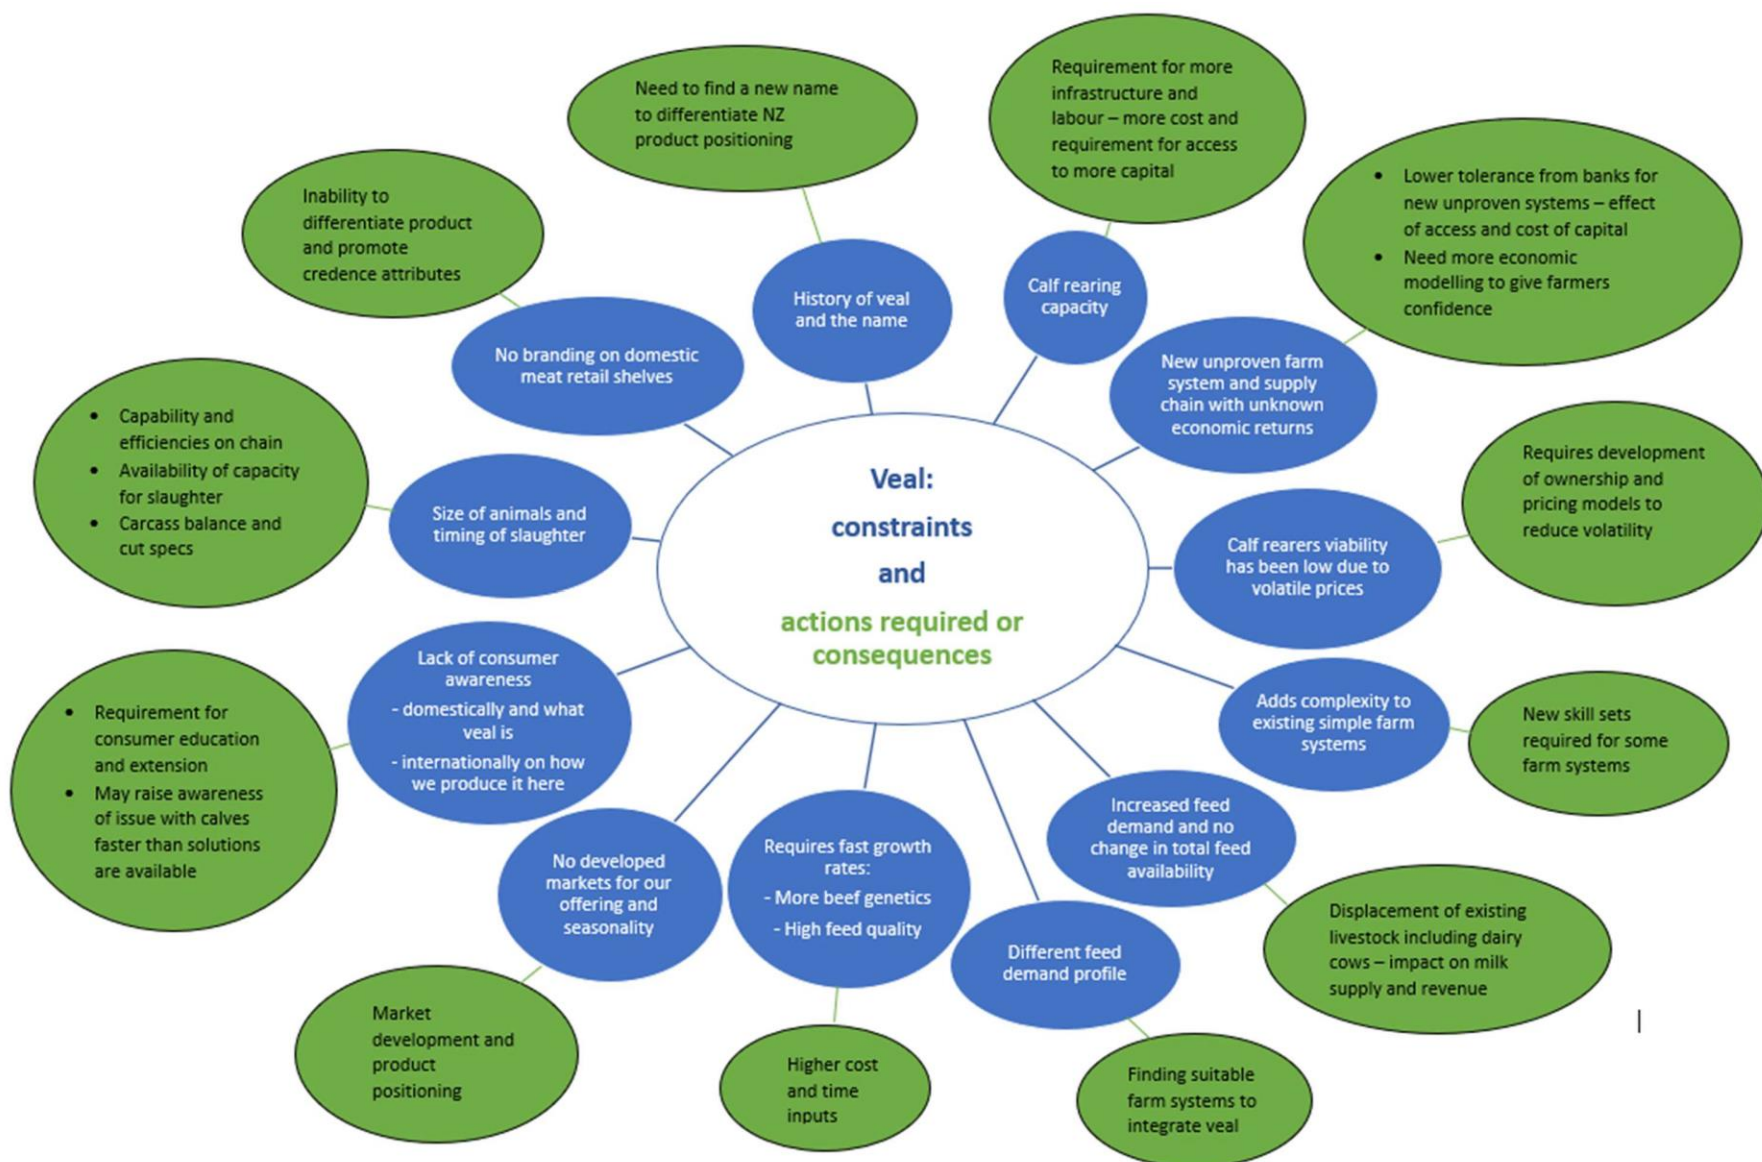 Veal:
constraints
and
actions required or
consequences
History of veal
and the name
Need to find a new name
to differentiate NZ
product positioning
Calf rearing
capacity
Requirement for more
infrastructure and
labour – more cost and
requirement for access
to more capital
New unproven farm
system and supply
chain with unknown
economic returns
• Lower tolerance from banks for
new unproven systems – effect
of access and cost of capital
• Need more economic
modelling to give farmers
confidence
Calf rearers viability
has been low due to
volatile prices
Requires development
of ownership and
pricing models to
reduce volatility
Adds complexity to
existing simple farm
systems
New skill sets
required for some
farm systems
Increased feed
demand and no
change in total feed
availability
Displacement of existing
livestock including dairy
cows – impact on milk
supply and revenue
Different feed
demand profile
Finding suitable
farm systems to
integrate veal
Requires fast growth
rates:
- More beef genetics
- High feed quality
Higher cost
and time
inputs
No developed
markets for our
offering and
seasonality
Market
development and
product
positioning
Lack of consumer
awareness
- domestically and what
veal is
- internationally on how
we produce it here
• Requirement for
consumer education
and extension
• May raise awareness
of issue with calves
faster than solutions
are available
Size of animals and
timing of slaughter
• Capability and
efficiencies on chain
• Availability of capacity
for slaughter
• Carcass balance and
cut specs
No branding on domestic
meat retail shelves
Inability to
differentiate product
and promote
credence attributes